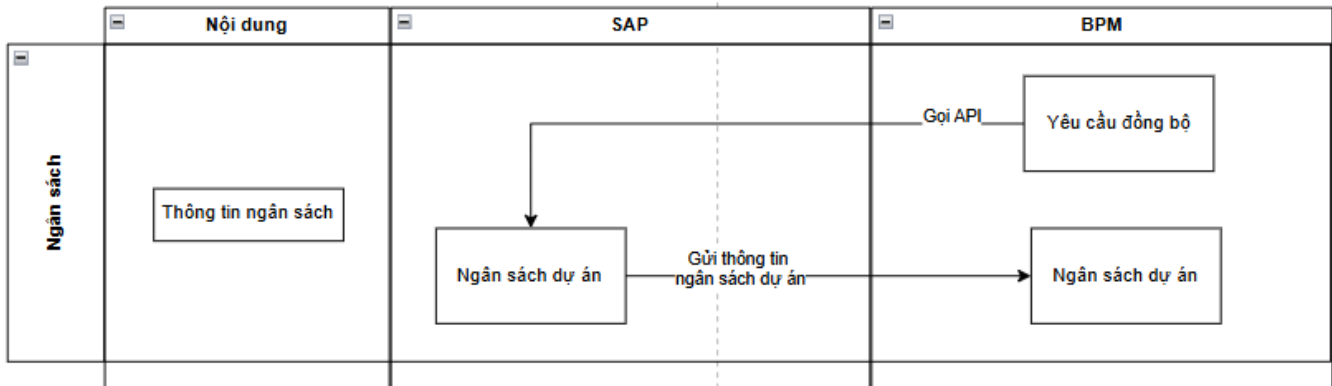 Nội dung
SAP
BPM
Ngân sách
Thông tin ngân sách
Gọi API
Yêu cầu đồng bộ
Ngân sách dự án
Gửi thông tin
ngân sách dự án
Ngân sách dự án